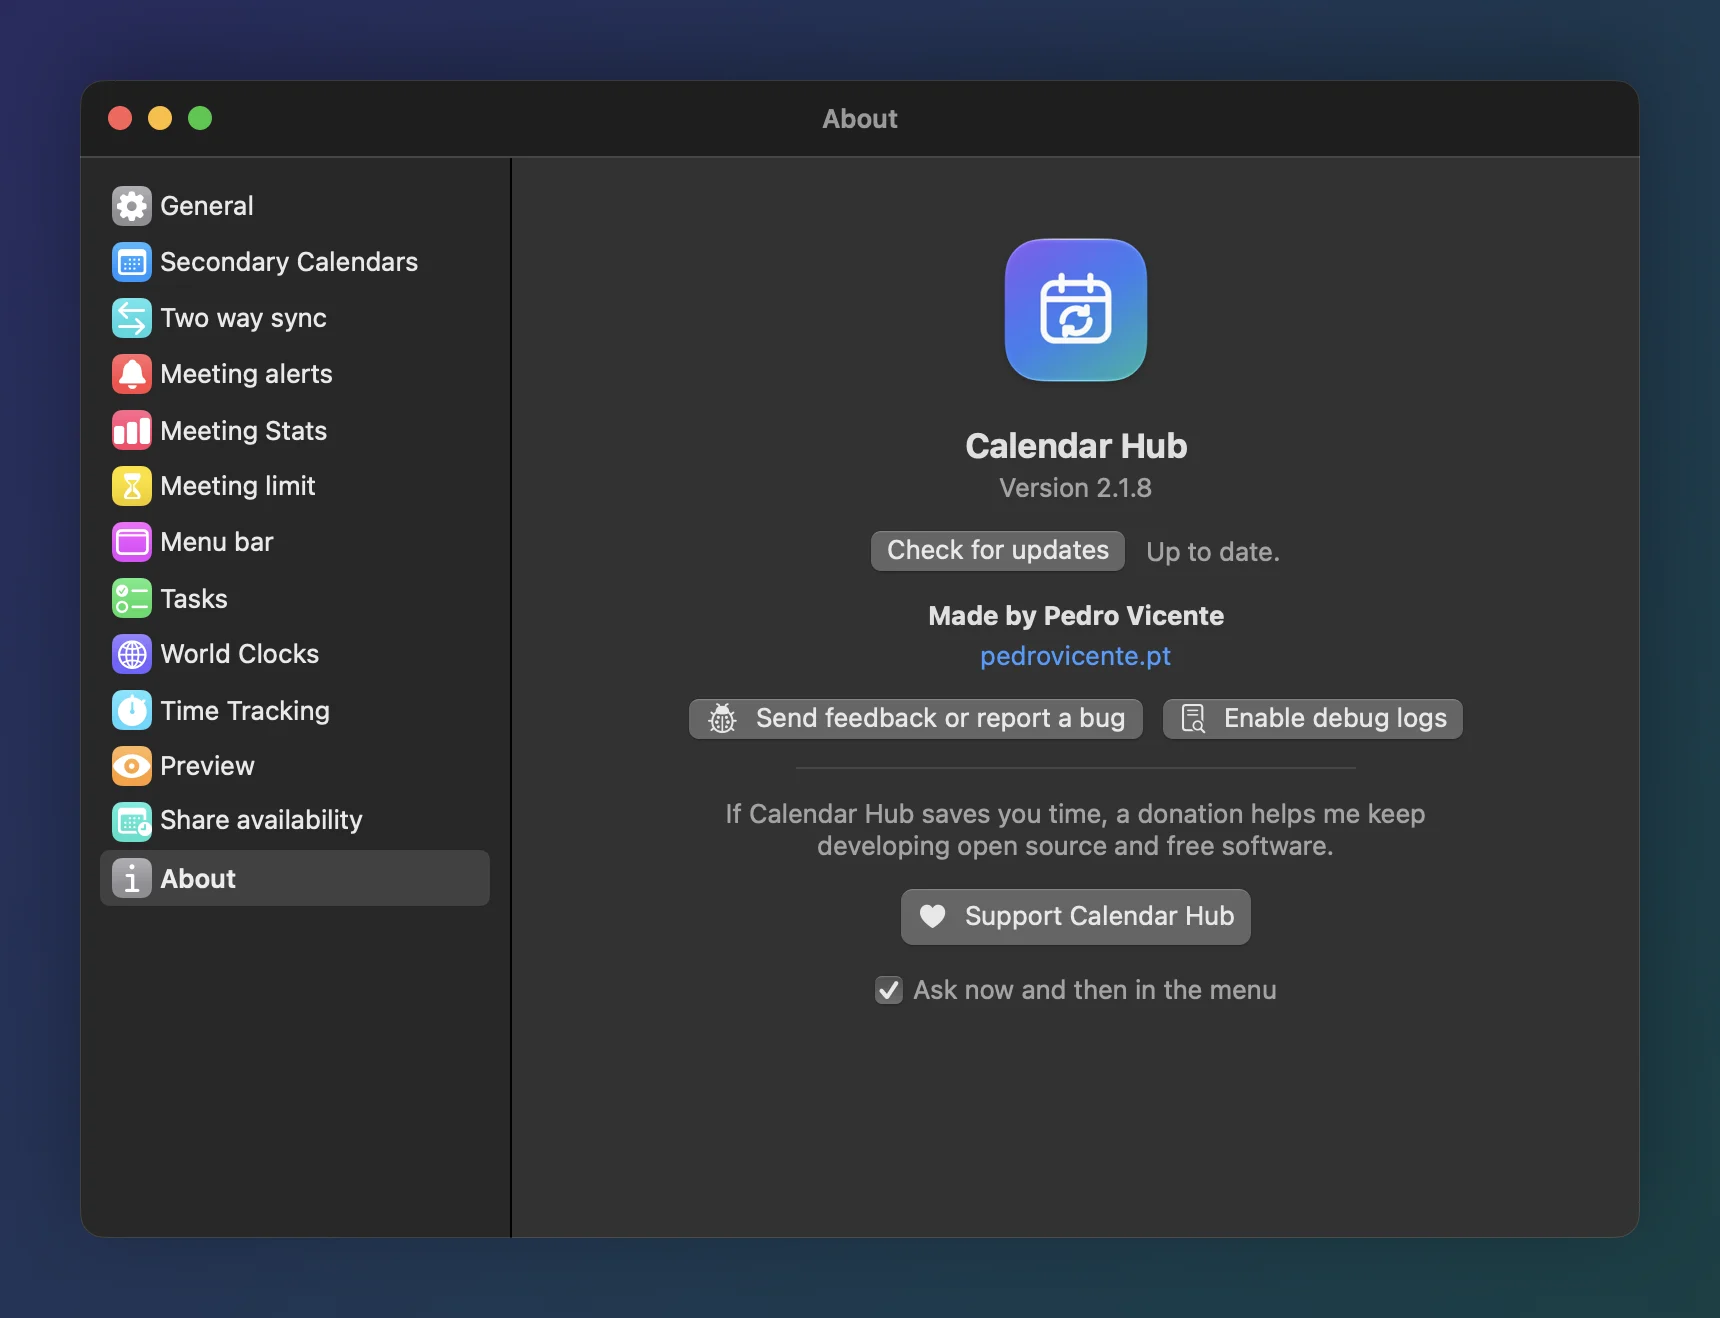 About
General
Secondary Calendars
Two way sync
Meeting alerts
Meeting Stats
Meeting limit
Menu bar
Tasks
World Clocks
Time Tracking
Preview
Share availability
About
Calendar Hub
Version 2.1.8
Check for updates Up to date.
Made by Pedro Vicente
pedrovicente.pt
Send feedback or report a bug Enable debug logs
If Calendar Hub saves you time, a donation helps me keep
developing open source and free software.
Support Calendar Hub
Ask now and then in the menu